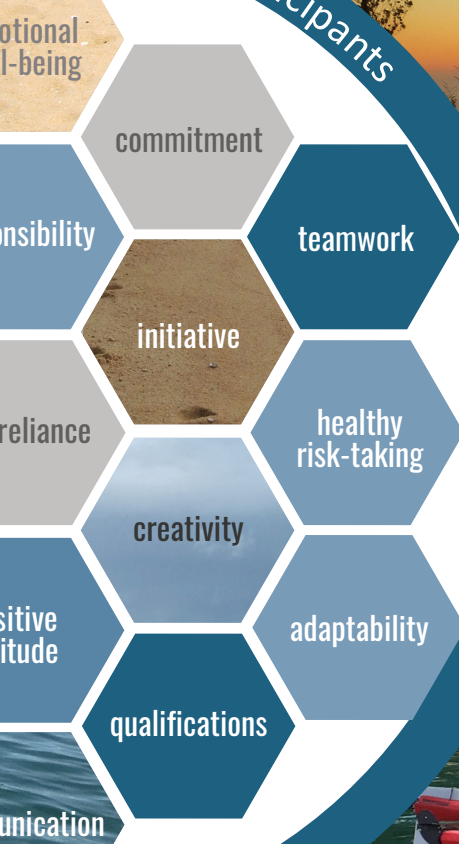 cipants
otional
l-being
commitment
onsibility
teamwork
initiative
reliance
healthy
risk-taking
creativity
sitive
itude
adaptability
qualifications
unication